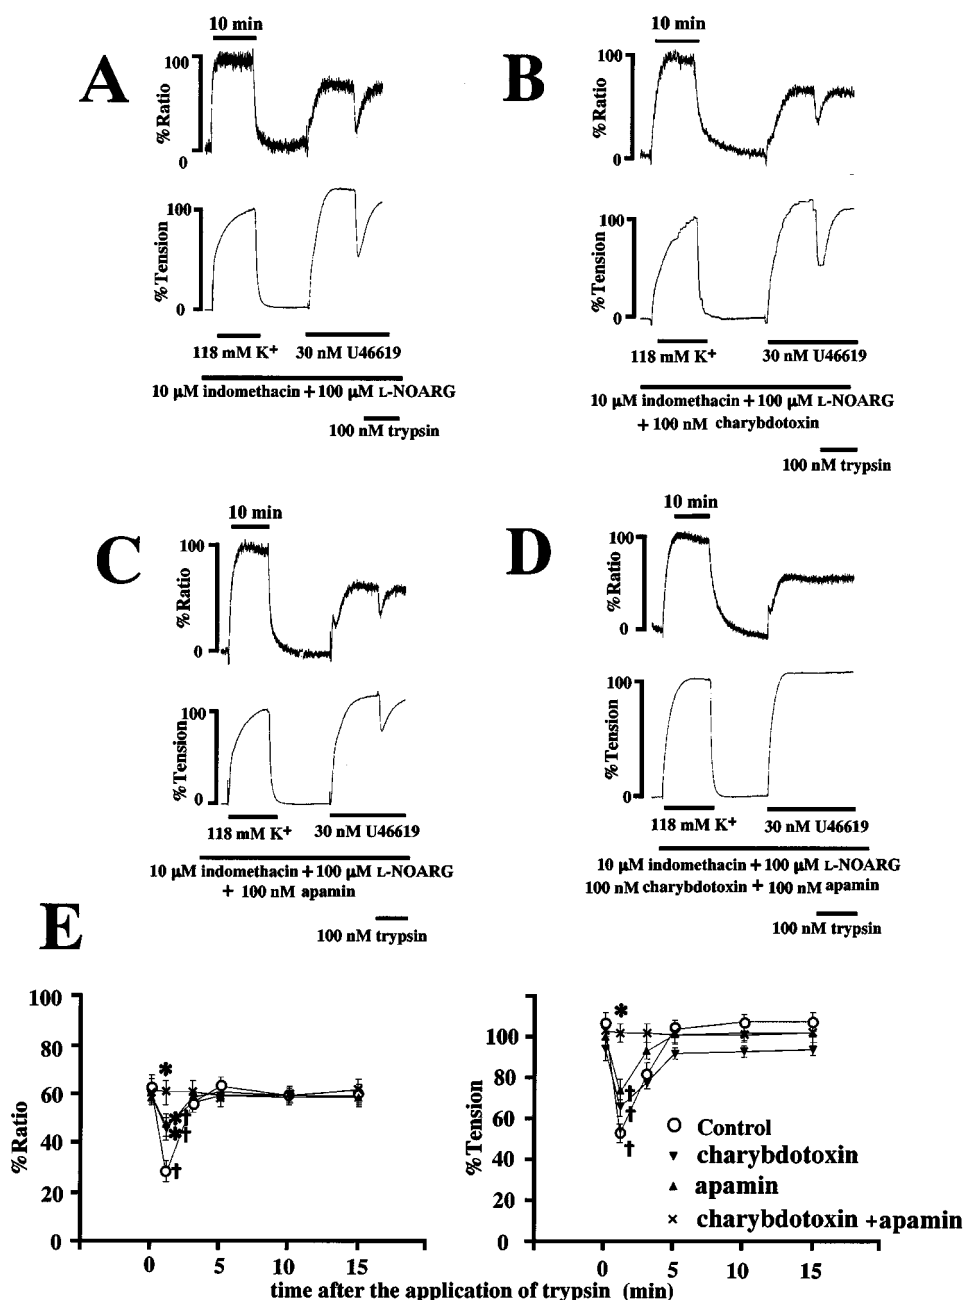 A
10 min
100
%Ratio
0
100
%Tension
0
118 mM K+
30 nM U46619
10 µM indomethacin + 100 µM L-NOARG
100 nM trypsin
B
10 min
100
%Ratio
0
100
%Tension
0
118 mM K+
30 nM U46619
10 µM indomethacin + 100 µM L-NOARG
+ 100 nM charybdotoxin
100 nM trypsin
C
10 min
100
%Ratio
0
100
%Tension
0
118 mM K+
30 nM U46619
10 µM indomethacin + 100 µM L-NOARG
+ 100 nM apamin
100 nM trypsin
D
10 min
100
%Ratio
0
100
%Tension
0
118 mM K+
30 nM U46619
10 µM indomethacin + 100 µM L-NOARG
100 nM charybdotoxin + 100 nM apamin
100 nM trypsin
E
100
80
60
40
20
0
%Ratio
*
*†
*†
†
0 5 10 15
100
80
60
40
20
0
%Tension
*
†
†
†
Control
charybdotoxin
apamin
charybdotoxin +apamin
0 5 10 15
time after the application of trypsin (min)